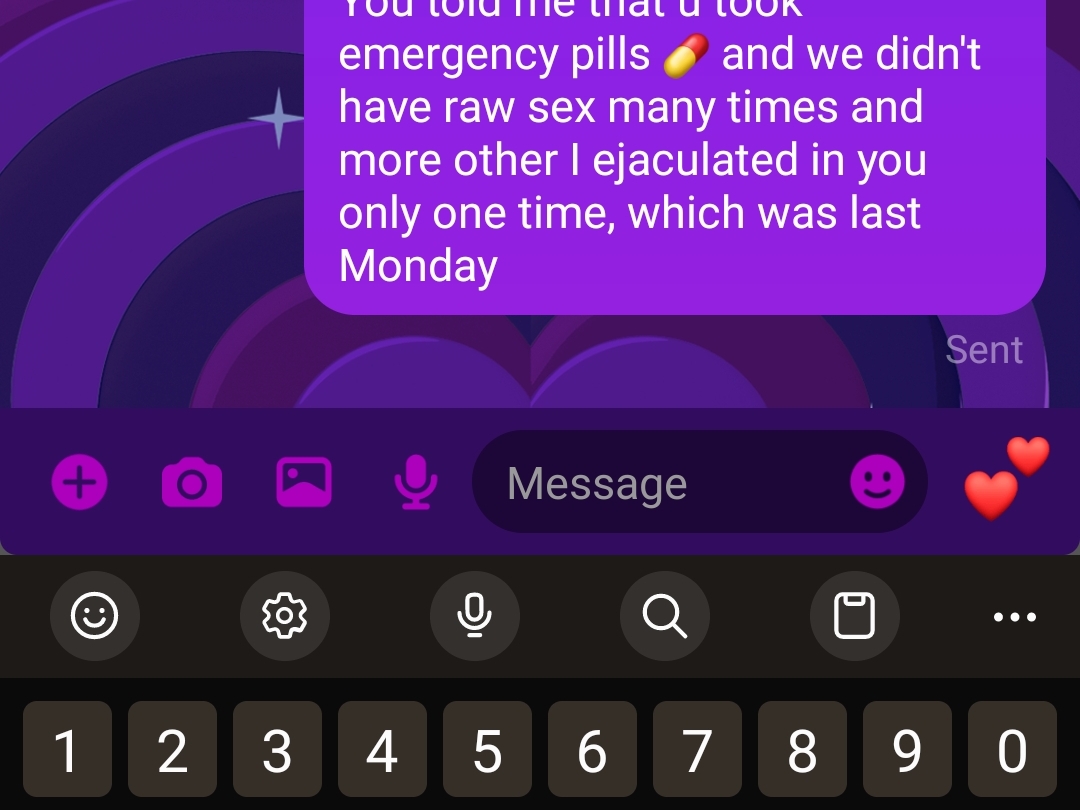 You told me that u took
emergency pills 💊 and we didn't
have raw sex many times and
more other I ejaculated in you
only one time, which was last
Monday
Sent
Message
1 2 3 4 5 6 7 8 9 0